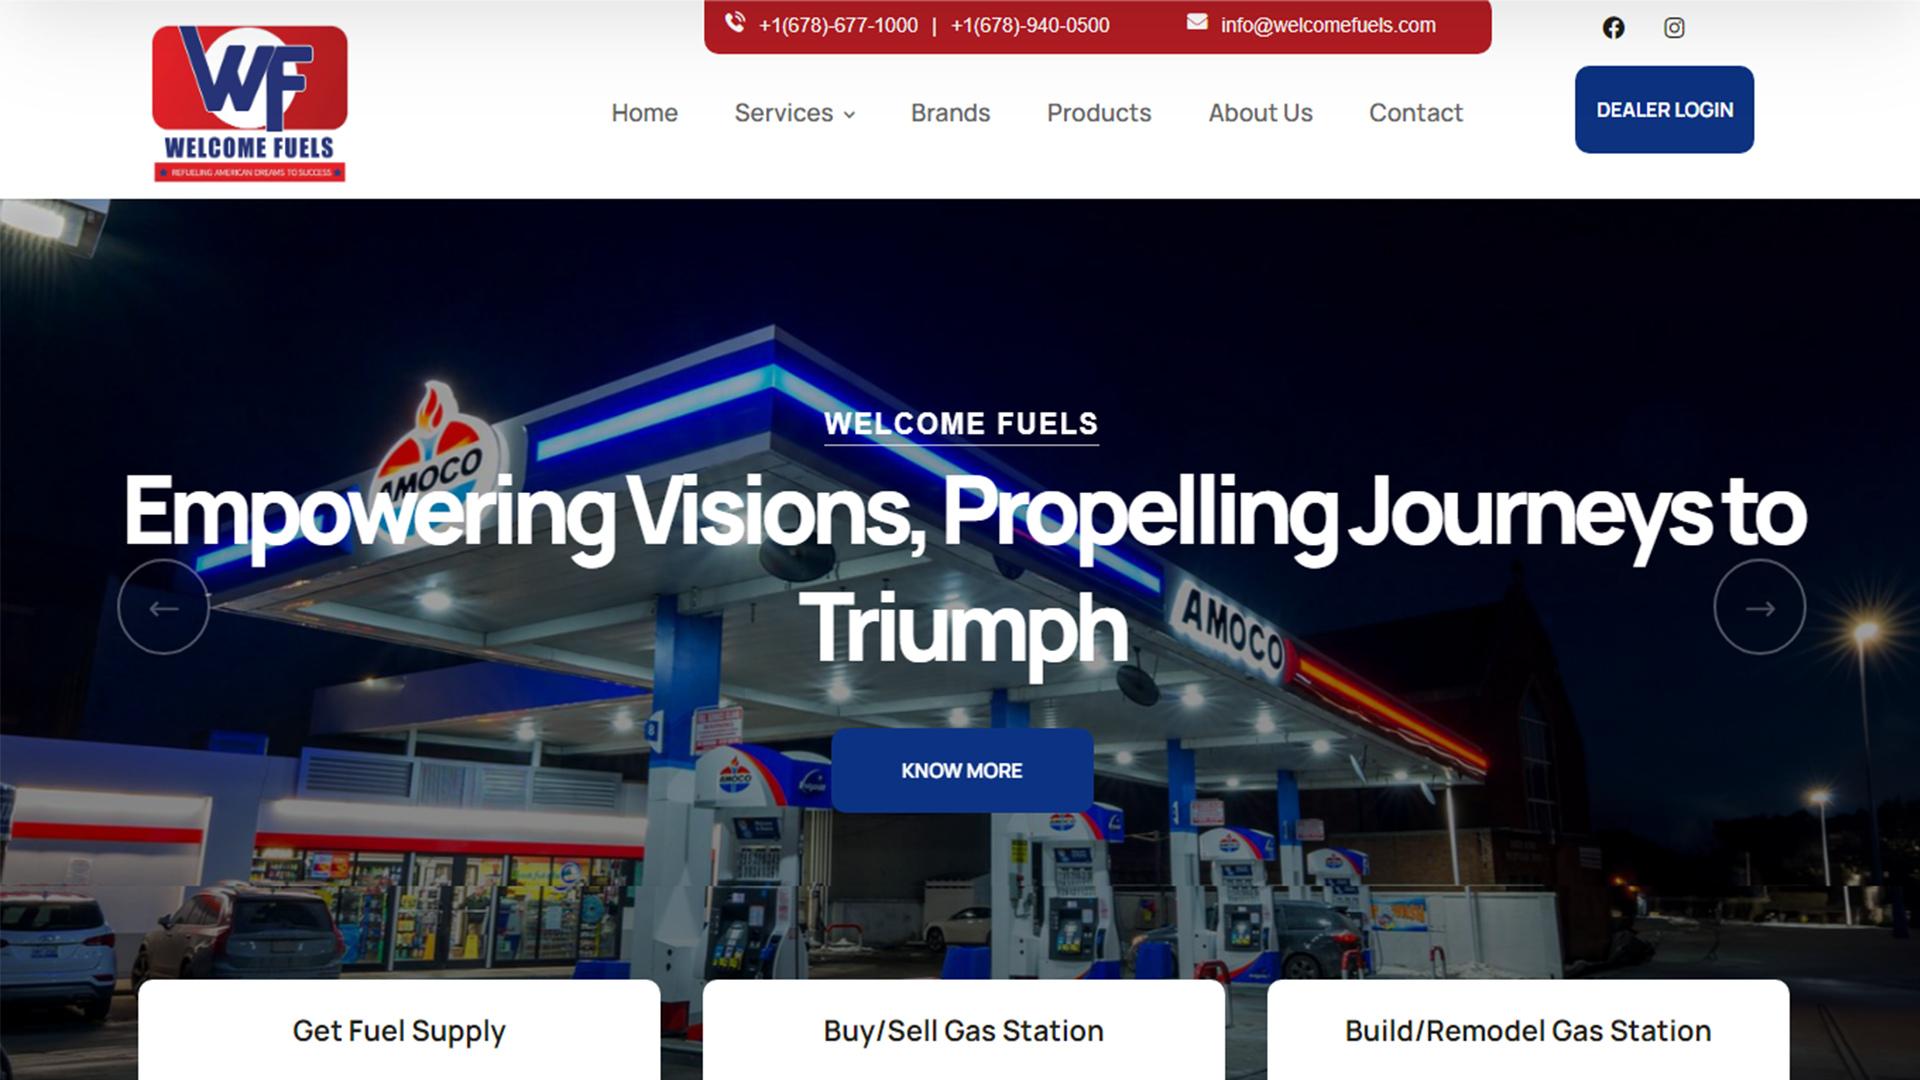 +1(678)-677-1000 | +1(678)-940-0500
info@welcomefuels.com
WF
WELCOME FUELS
REFUELING AMERICAN DREAMS TO SUCCESS
Home
Services
Brands
Products
About Us
Contact
DEALER LOGIN
WELCOME FUELS
AMOCO
Empowering Visions, Propelling Journeys to
Triumph
AMOCO
KNOW MORE
8
AMOCO
Get Fuel Supply
Buy/Sell Gas Station
Build/Remodel Gas Station